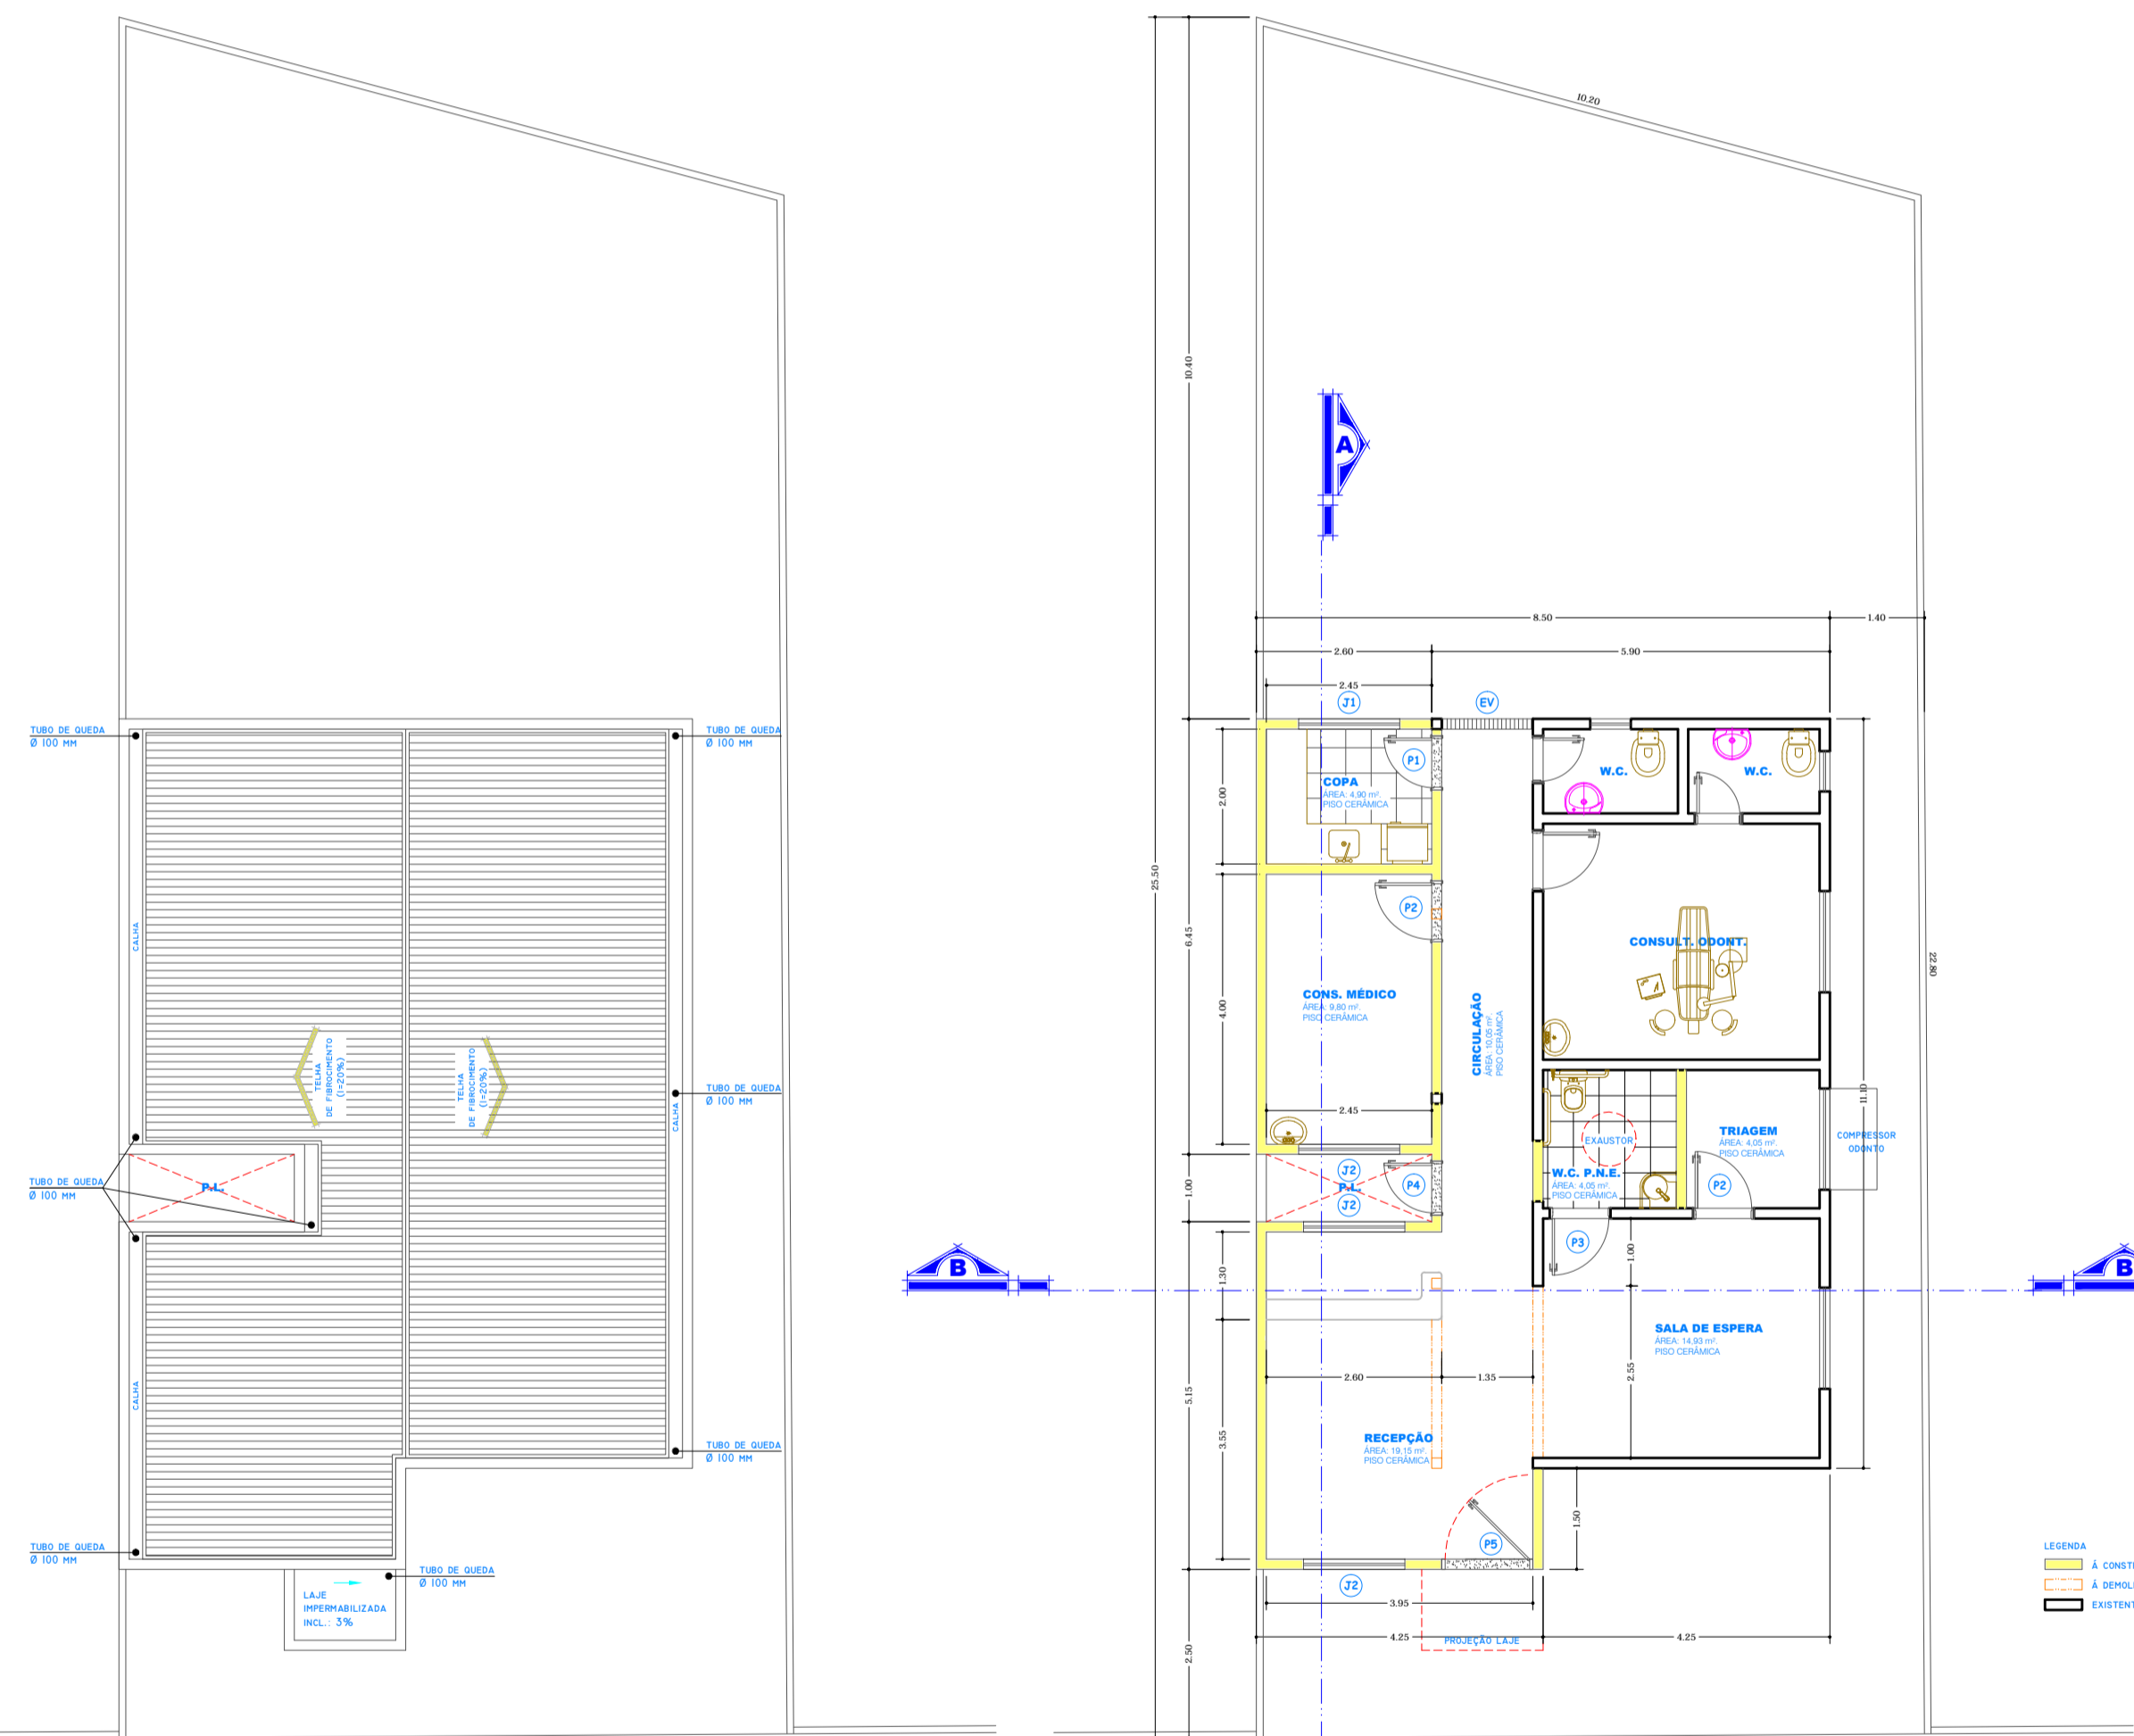 TUBO DE QUEDA
Ø 100 MM
TUBO DE QUEDA
Ø 100 MM
CALHA
TELHA
DE FIBROCIMENTO
(I=20%)
TELHA
DE FIBROCIMENTO
(I=20%)
TUBO DE QUEDA
Ø 100 MM
CALHA
TUBO DE QUEDA
Ø 100 MM
P.L.
CALHA
TUBO DE QUEDA
Ø 100 MM
TUBO DE QUEDA
Ø 100 MM
TUBO DE QUEDA
Ø 100 MM
LAJE
IMPERMABILIZADA
INCL.: 3%
10.20
10.40
25.50
A
8.50
1.40
2.60
5.90
2.45
J1
EV
P1
W.C.
W.C.
COPA
ÁREA: 4,90 m².
PISO CERÂMICA
2.00
6.45
P2
CONSULT. ODONT.
22.80
CONS. MÉDICO
ÁREA: 9,80 m².
PISO CERÂMICA
4.00
CIRCULAÇÃO
ÁREA: 10,05 m².
PISO CERÂMICA
2.45
11.10
EXAUSTOR
TRIAGEM
ÁREA: 4,05 m².
PISO CERÂMICA
COMPRESSOR
ODONTO
J2
P.L.
J2
P4
W.C. P.N.E.
ÁREA: 4,05 m².
PISO CERÂMICA
P2
1.00
P3
1.00
B
B
1.30
SALA DE ESPERA
ÁREA: 14,93 m².
PISO CERÂMICA
2.60
1.35
2.55
5.15
3.55
RECEPÇÃO
ÁREA: 19,15 m².
PISO CERÂMICA
1.50
P5
J2
3.95
4.25
4.25
PROJEÇÃO LAJE
2.50
LEGENDA
Á CONST
Á DEMOL
EXISTENT